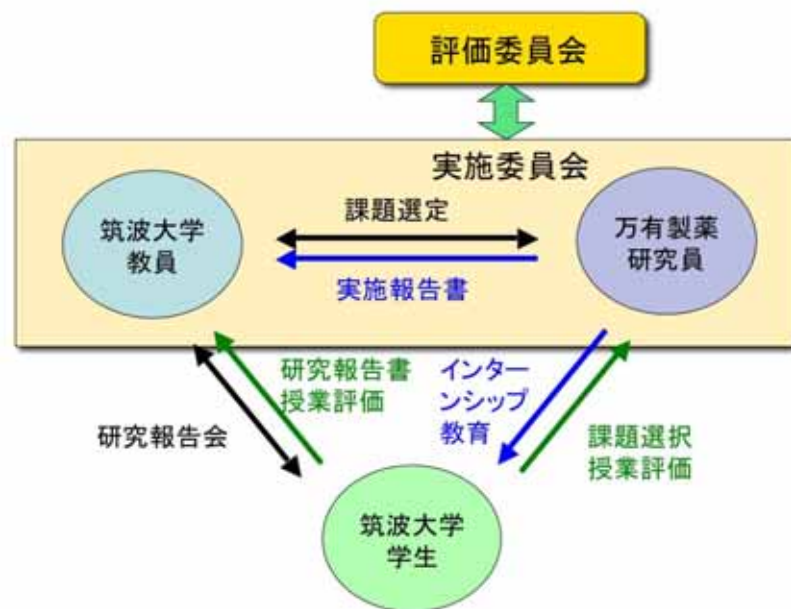 評価委員会
実施委員会
筑波大学
教員
課題選定
実施報告書
万有製薬
研究員
研究報告書
授業評価
研究報告会
インター
ンシップ
教育
課題選択
授業評価
筑波大学
学生